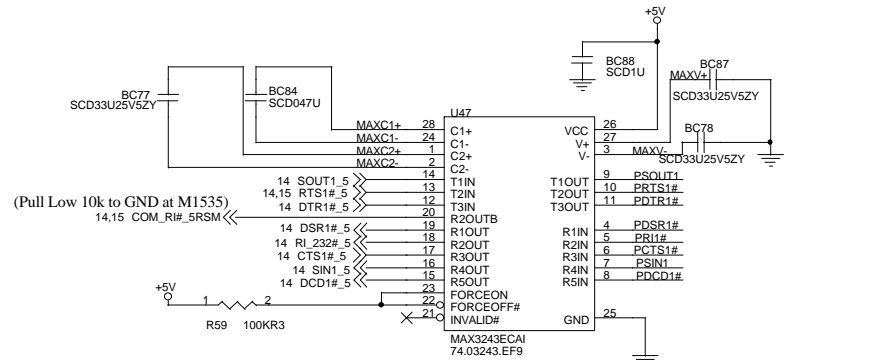 +5V
BC88
SCD1U
BC87
MAXV+
SCD33U25V5ZY
BC77
SCD33U25V5ZY
BC84
SCD047U
U47
BC78
MAXV-
SCD33U25V5ZY
MAXC1+ 28 C1+ VCC 26
MAXC1- 24 C1- V+ 27
MAXC2+ 1 C2+ V- 3
MAXC2- 2 C2-
14 SOUT1_5 14 T1IN T1OUT 9 PSOUT1
14,15 RTS1#_5 13 T2IN T2OUT 10 PRTS1#
14 DTR1#_5 12 T3IN T3OUT 11 PDTR1#
(Pull Low 10k to GND at M1535)
14,15 COM_RI#_5RSM 20 R2OUTB
14 DSR1#_5 19 R1OUT R1IN 4 PDSR1#
14 RI_232#_5 18 R2OUT R2IN 5 PRI1#
14 CTS1#_5 17 R3OUT R3IN 6 PCTS1#
14 SIN1_5 16 R4OUT R4IN 7 PSIN1
14 DCD1#_5 15 R5OUT R5IN 8 PDCD1#
+5V
23 FORCEON
1 2 22 FORCEOFF#
21 INVALID# GND 25
R59 100KR3
MAX3243ECAI
74.03243.EF9